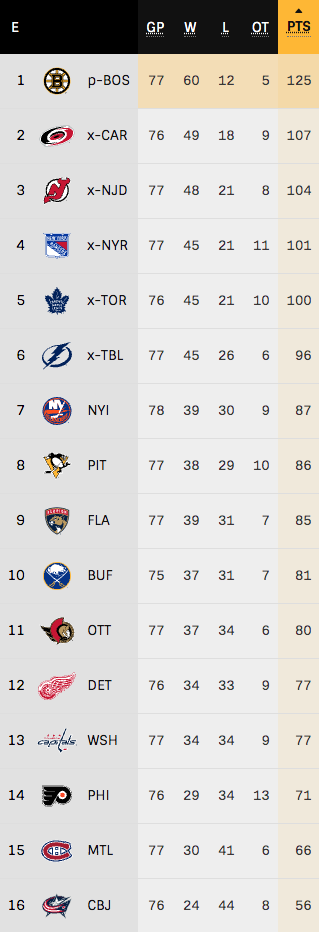 E GP W L OT PTS
1 p-BOS 77 60 12 5 125
2 x-CAR 76 49 18 9 107
3 x-NJD 77 48 21 8 104
4 NEW YORK x-NYR 77 45 21 11 101
5 x-TOR 76 45 21 10 100
6 x-TBL 77 45 26 6 96
7 NY NYI 78 39 30 9 87
8 PIT 77 38 29 10 86
9 FLORIDA FLA 77 39 31 7 85
10 BUF 75 37 31 7 81
11 OTT 77 37 34 6 80
12 DET 76 34 33 9 77
13 capitals WSH 77 34 34 9 77
14 PHI 76 29 34 13 71
15 MTL 77 30 41 6 66
16 CBJ 76 24 44 8 56